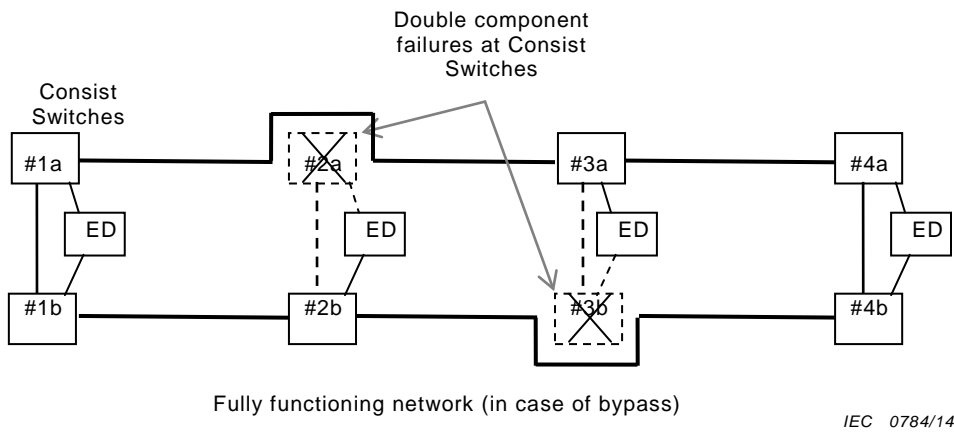 Double component
failures at Consist
Switches
Consist
Switches
#1a
#2a
#3a
#4a
ED
ED
ED
ED
#1b
#2b
#3b
#4b
Fully functioning network (in case of bypass)
IEC 0784/14